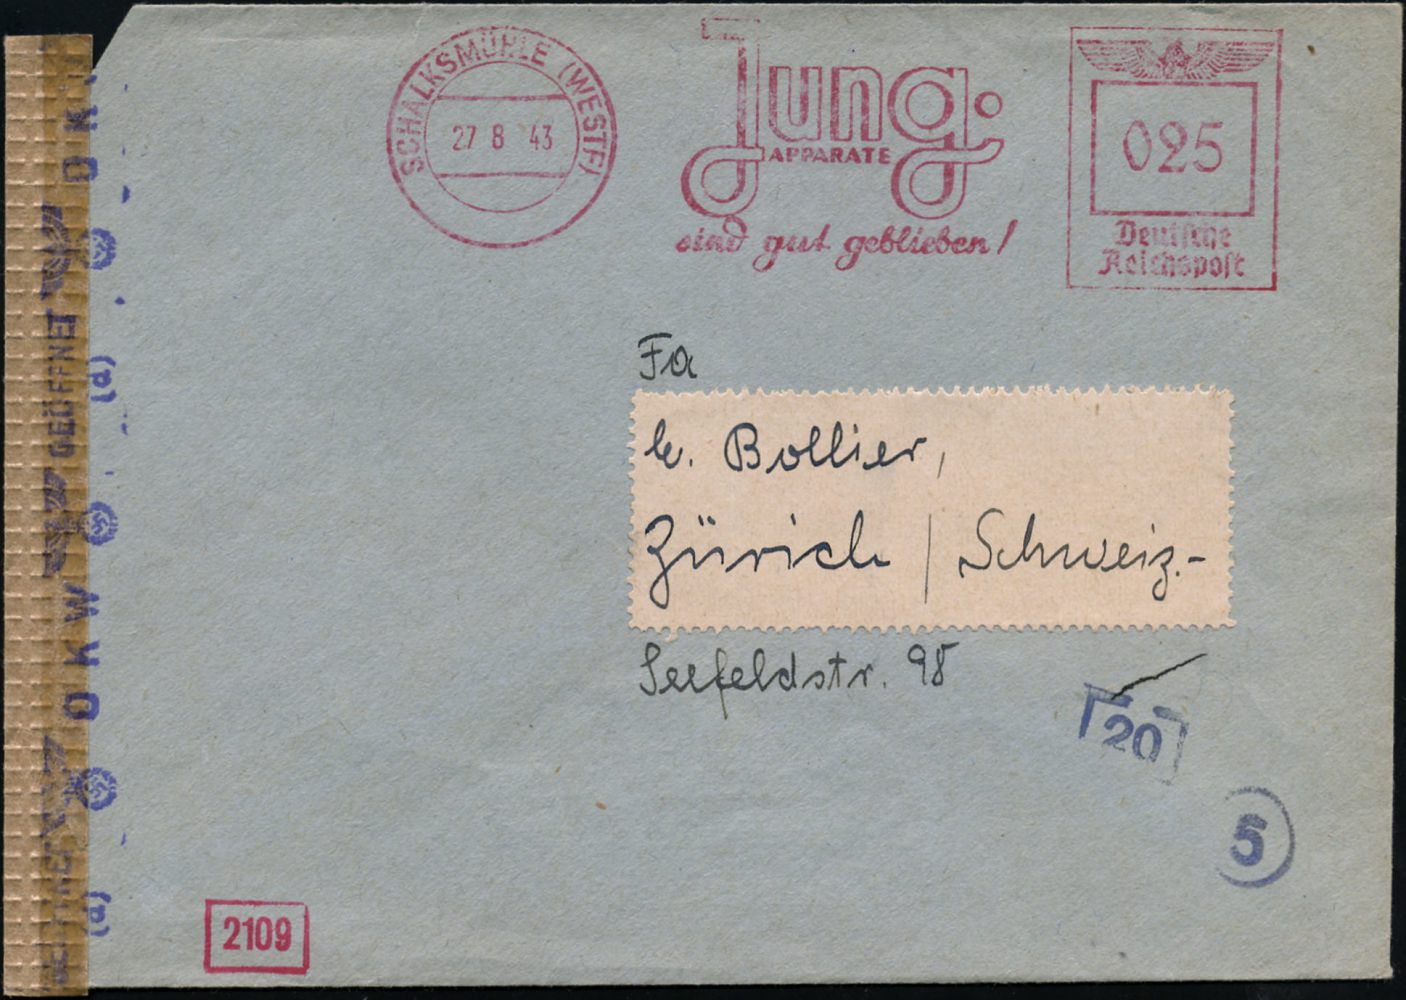 SCHALKSMÜHLE (WESTF)
27 8 43
Jung.
APPARATE
sind gut geblieben!
025
Deutsche
Reichspost
Fa
E. Bollier,
Zürich / Schweiz.-
Seefeldstr. 98
20
5
2109
OKW
GEÖFFNET
(d)
OK
(d)